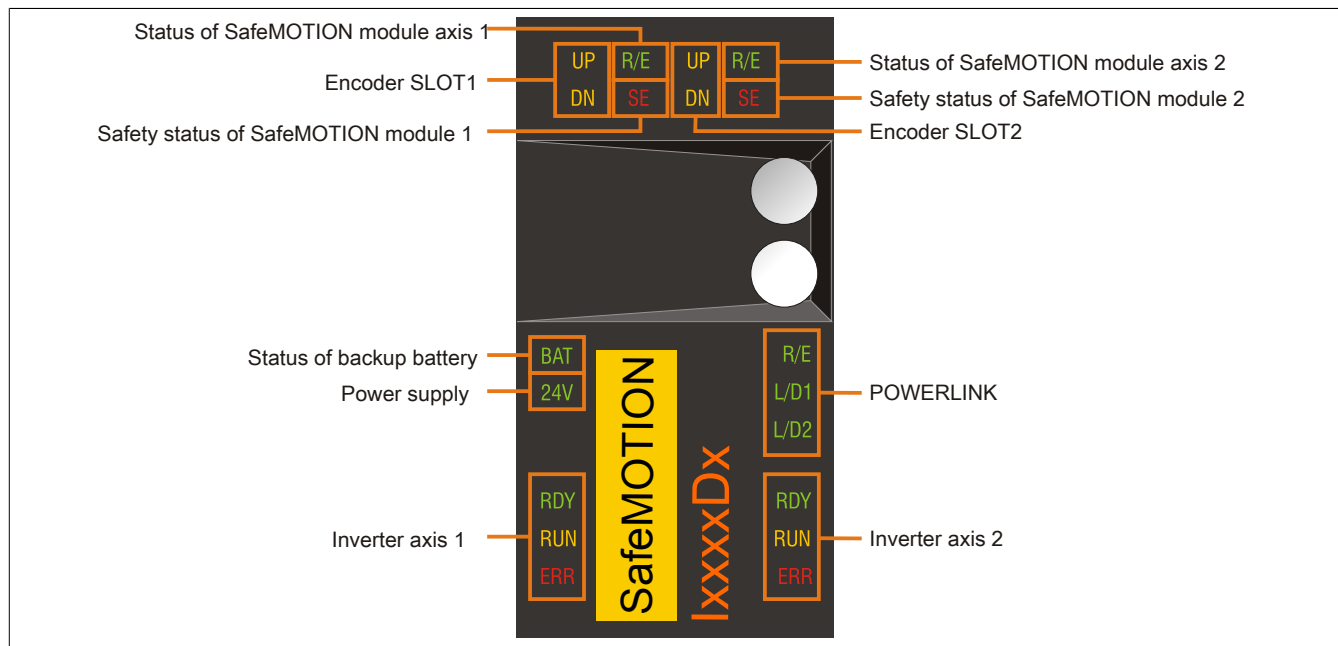 Status of SafeMOTION module axis 1
Encoder SLOT1
Safety status of SafeMOTION module 1
UP R/E UP R/E
DN SE DN SE
Status of SafeMOTION module axis 2
Safety status of SafeMOTION module 2
Encoder SLOT2
Status of backup battery
Power supply
BAT
24V
R/E
L/D1
L/D2
POWERLINK
SafeMOTION
IxxxxDx
Inverter axis 1
RDY
RUN
ERR
RDY
RUN
ERR
Inverter axis 2